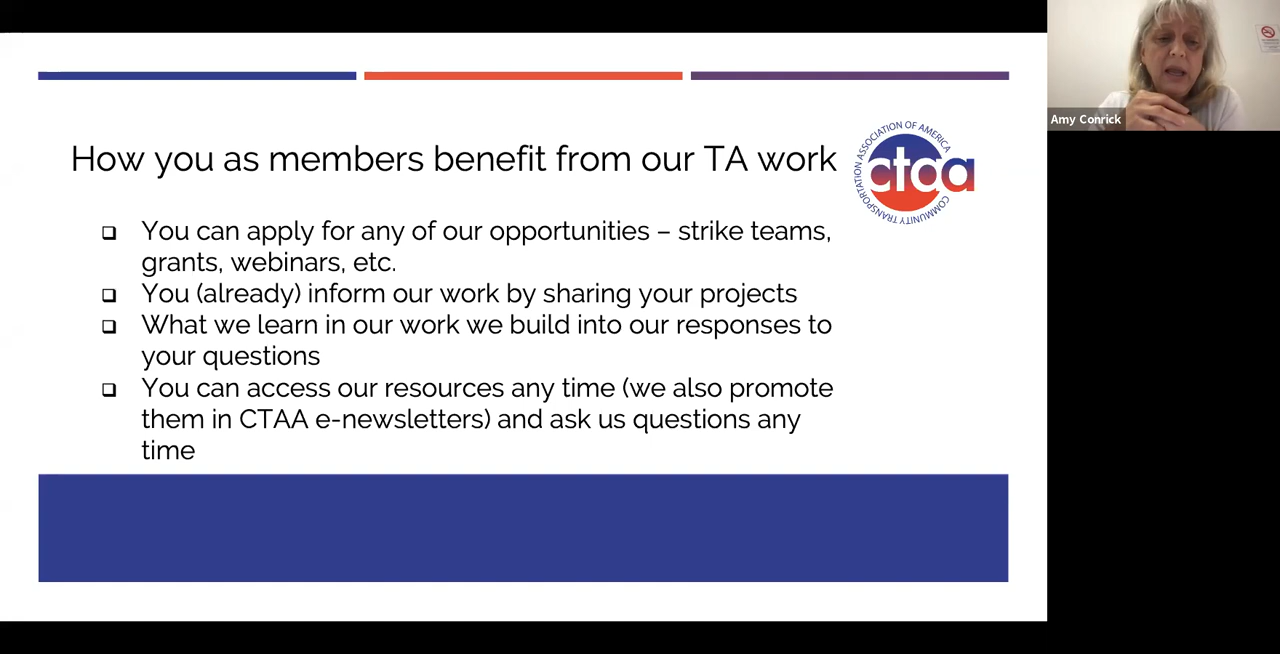 How you as members benefit from our TA work
COMMUNITY TRANSPORTATION ASSOCIATION OF AMERICA
ctaa
You can apply for any of our opportunities – strike teams,
grants, webinars, etc.
You (already) inform our work by sharing your projects
What we learn in our work we build into our responses to
your questions
You can access our resources any time (we also promote
them in CTAA e-newsletters) and ask us questions any
time
Amy Conrick